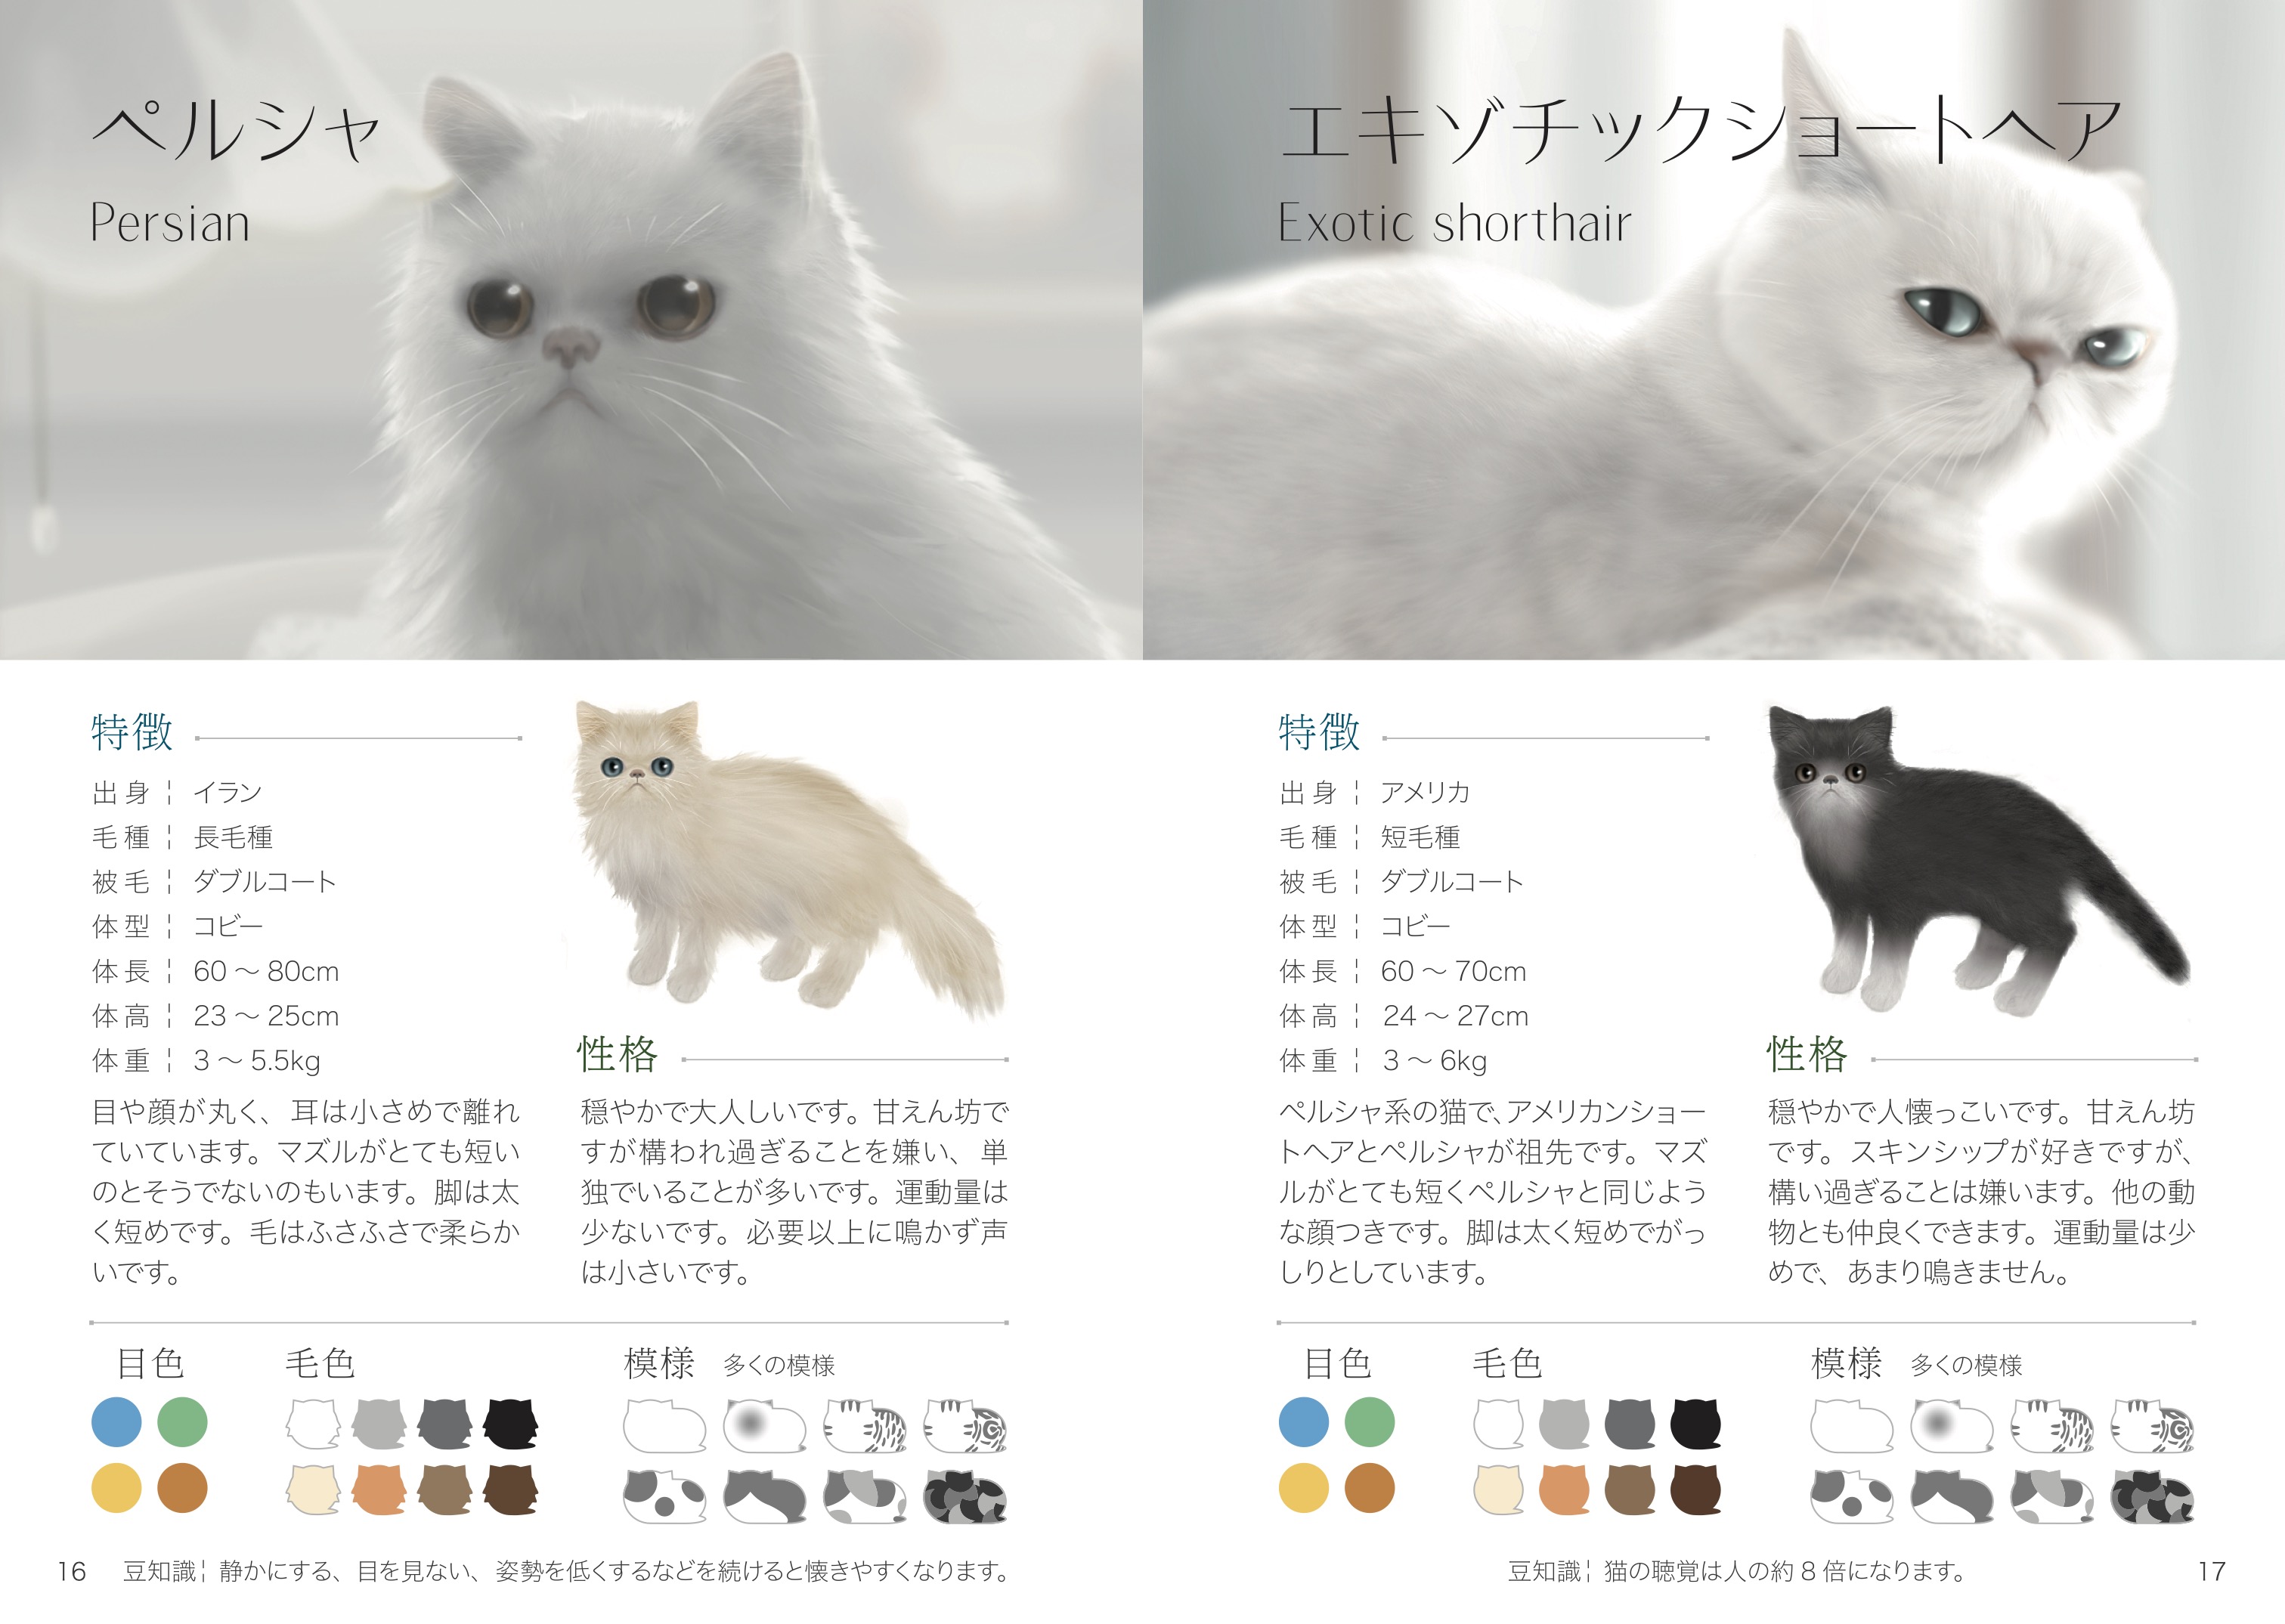 ペルシャ
Persian
特徴
出身 ¦ イラン
毛種 ¦ 長毛種
被毛 ¦ ダブルコート
体型 ¦ コビー
体長 ¦ 60 ～ 80cm
体高 ¦ 23 ～ 25cm
体重 ¦ 3 ～ 5.5kg
目や顔が丸く、耳は小さめで離れ
ていています。マズルがとても短い
のとそうでないのもいます。脚は太
く短めです。毛はふさふさで柔らか
いです。
性格
穏やかで大人しいです。甘えん坊で
すが構われ過ぎることを嫌い、単
独でいることが多いです。運動量は
少ないです。必要以上に鳴かず声
は小さいです。
目色
毛色
模様 多くの模様
16 豆知識¦ 静かにする、目を見ない、姿勢を低くするなどを続けると懐きやすくなります。
エキゾチックショートヘア
Exotic shorthair
特徴
出身 ¦ アメリカ
毛種 ¦ 短毛種
被毛 ¦ ダブルコート
体型 ¦ コビー
体長 ¦ 60 ～ 70cm
体高 ¦ 24 ～ 27cm
体重 ¦ 3 ～ 6kg
ペルシャ系の猫で、アメリカンショー
トヘアとペルシャが祖先です。マズ
ルがとても短くペルシャと同じよう
な顔つきです。脚は太く短めでがっ
しりとしています。
性格
穏やかで人懐っこいです。甘えん坊
です。スキンシップが好きですが、
構い過ぎることは嫌います。他の動
物とも仲良くできます。運動量は少
めで、あまり鳴きません。
目色
毛色
模様 多くの模様
豆知識¦ 猫の聴覚は人の約 8 倍になります。 17